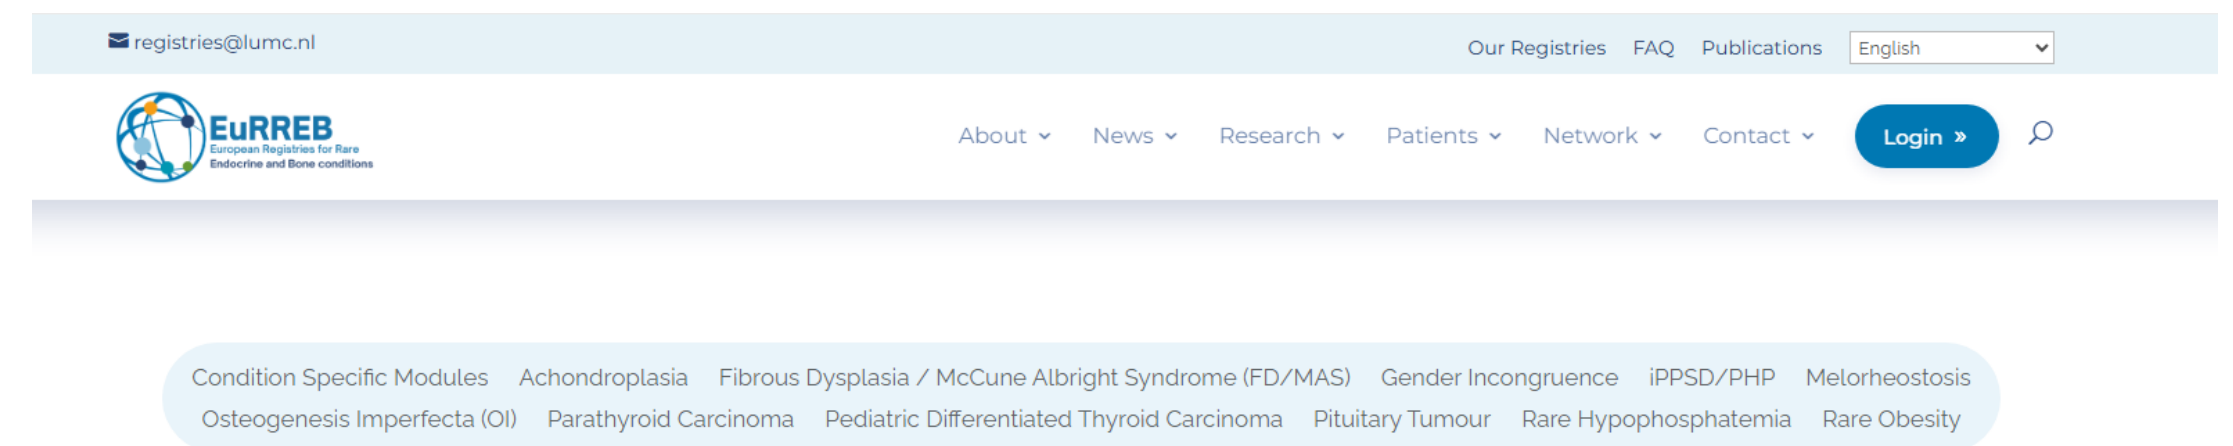 registries@lumc.nl
Our Registries FAQ Publications English
EuRREB
European Registries for Rare
Endocrine and Bone conditions
About News Research Patients Network Contact Login »
Condition Specific Modules Achondroplasia Fibrous Dysplasia / McCune Albright Syndrome (FD/MAS) Gender Incongruence iPPSD/PHP Melorheostosis
Osteogenesis Imperfecta (OI) Parathyroid Carcinoma Pediatric Differentiated Thyroid Carcinoma Pituitary Tumour Rare Hypophosphatemia Rare Obesity